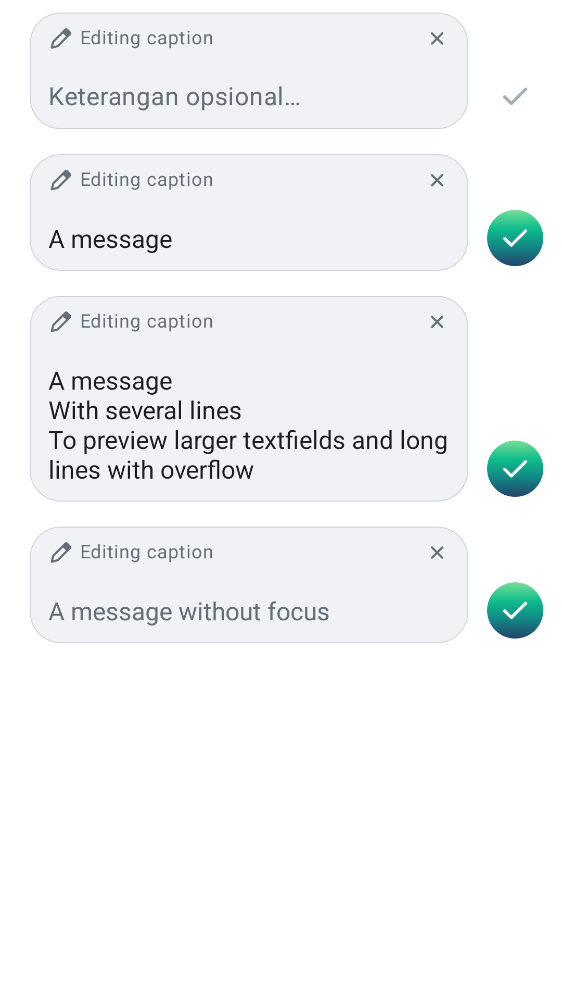 Editing caption
Keterangan opsional…
Editing caption
A message
Editing caption
A message
With several lines
To preview larger textfields and long
lines with overflow
Editing caption
A message without focus